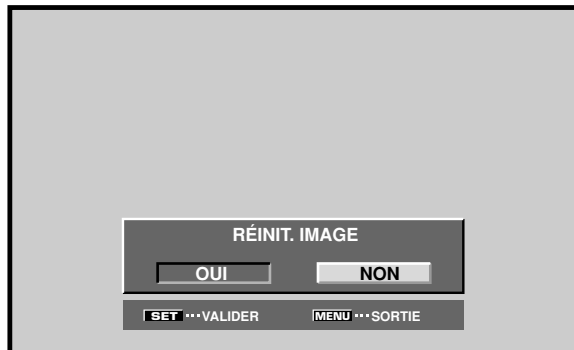 RÉINIT. IMAGE
OUI NON
SET ···VALIDER MENU ···SORTIE